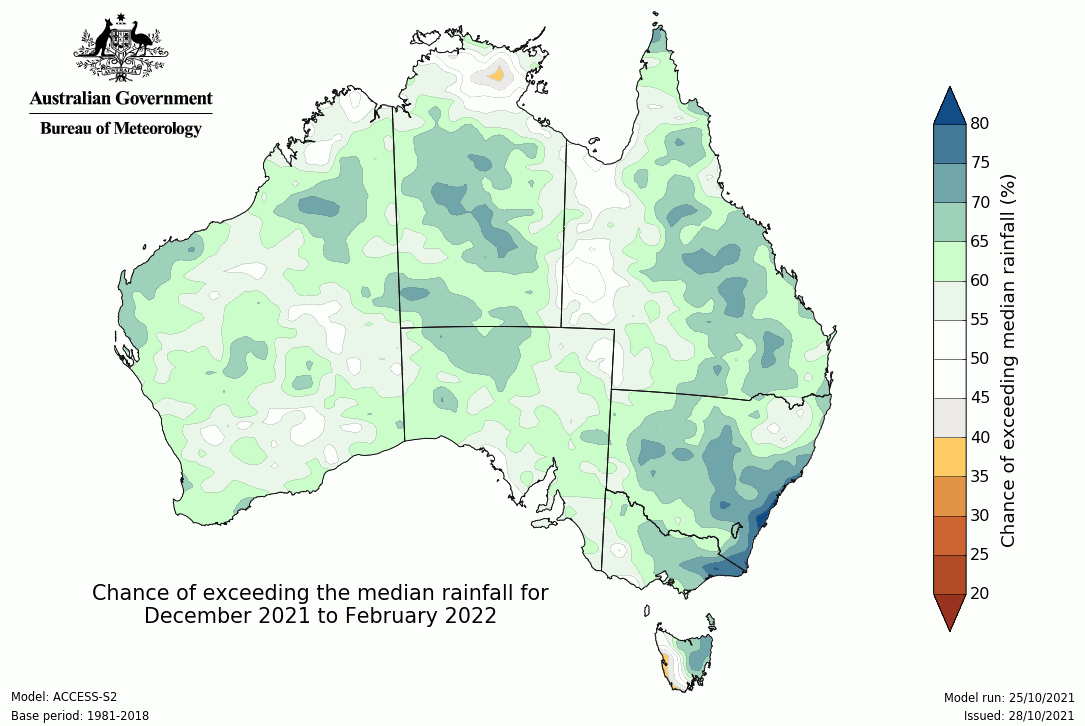 Australian Government
Bureau of Meteorology
80
75
70
65
60
55
50
45
40
35
30
25
20
Chance of exceeding median rainfall (%)
Chance of exceeding the median rainfall for
December 2021 to February 2022
Model: ACCESS-S2
Base period: 1981-2018
Model run: 25/10/2021
Issued: 28/10/2021